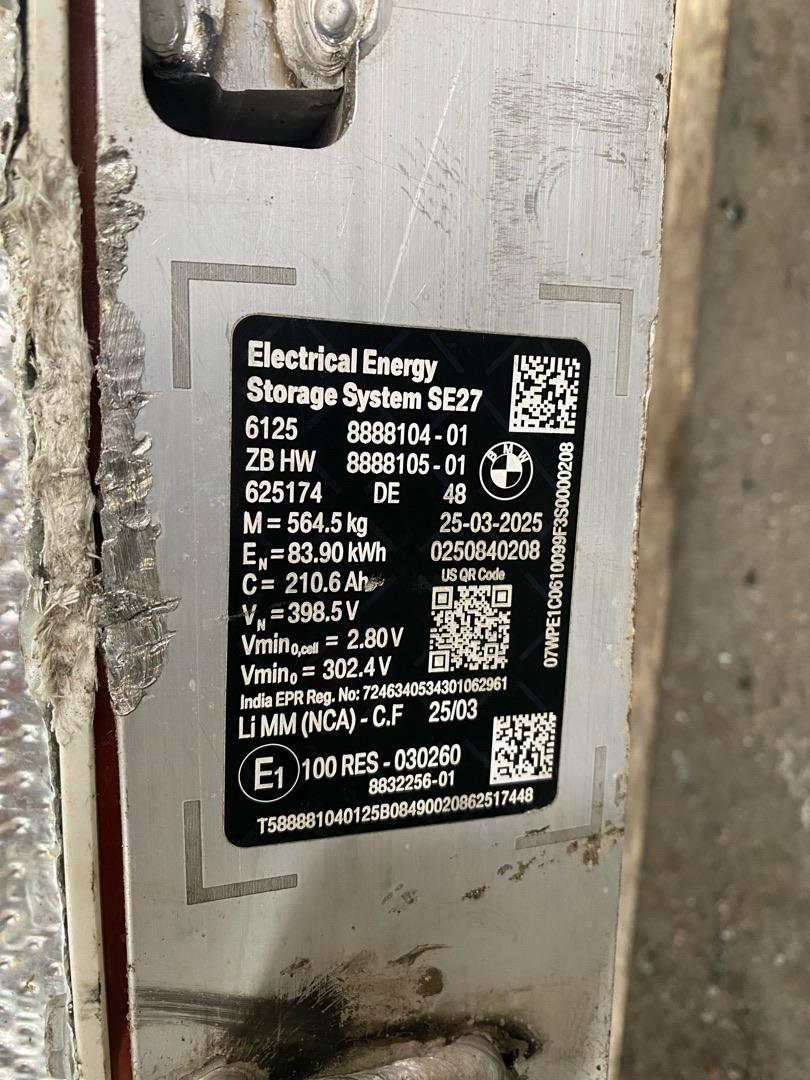 Electrical Energy
Storage System SE27
6125 8888104-01
ZB HW 8888105-01
BMW
625174 DE 48
M = 564.5 kg 25-03-2025
EN = 83.90 kWh 0250840208
C = 210.6 Ah
US QR Code
VN = 398.5 V
Vmin0,cell = 2.80 V
Vmin0 = 302.4 V
India EPR Reg. No: 7246340534301062961
Li MM (NCA) - C.F 25/03
E1 100 RES - 030260
8832256-01
T588881040125B08490020862517448
07WPE1C0610099F3S0000208